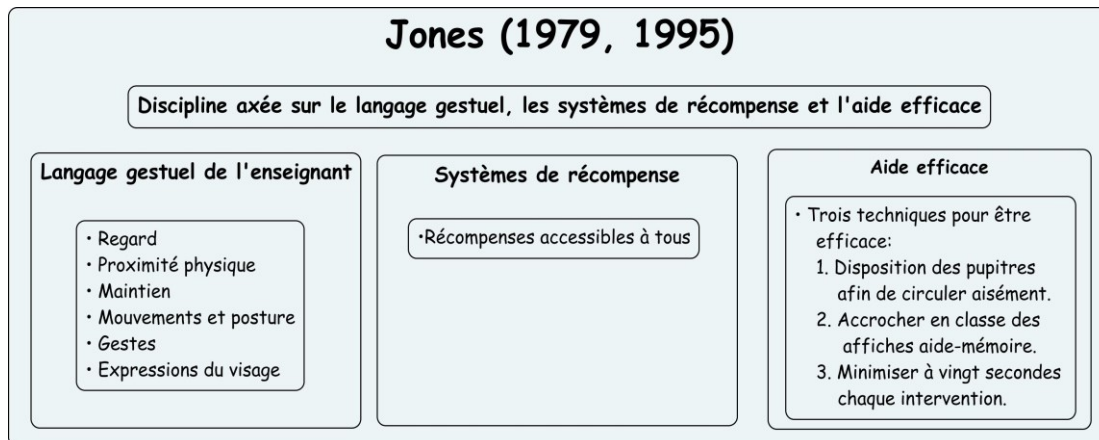 Jones (1979, 1995)
Discipline axée sur le langage gestuel, les systèmes de récompense et l'aide efficace
Langage gestuel de l'enseignant
• Regard
• Proximité physique
• Maintien
• Mouvements et posture
• Gestes
• Expressions du visage
Systèmes de récompense
•Récompenses accessibles à tous
Aide efficace
• Trois techniques pour être
efficace:
1. Disposition des pupitres
afin de circuler aisément.
2. Accrocher en classe des
affiches aide-mémoire.
3. Minimiser à vingt secondes
chaque intervention.